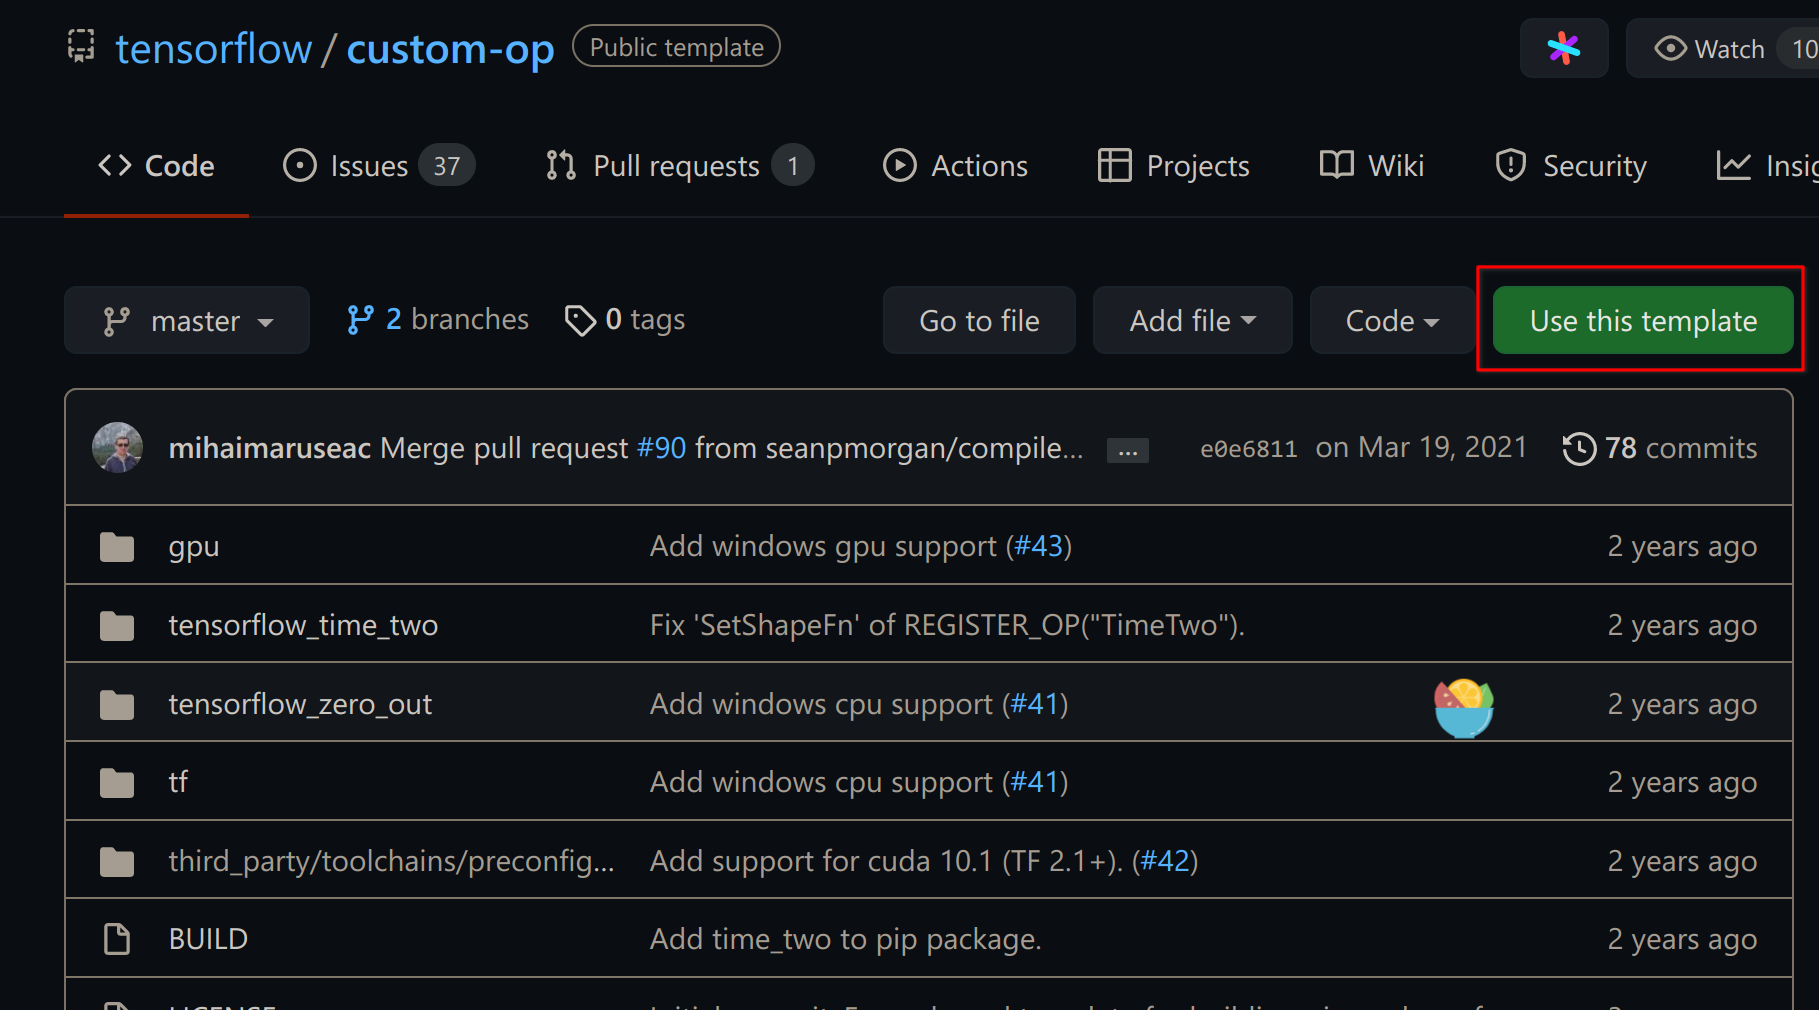 tensorflow / custom-op Public template Watch 10
Code Issues 37 Pull requests 1 Actions Projects Wiki Security Insig
master 2 branches 0 tags Go to file Add file Code Use this template
mihaimaruseac Merge pull request #90 from seanpmorgan/compile... ... e0e6811 on Mar 19, 2021 78 commits
gpu Add windows gpu support (#43) 2 years ago
tensorflow_time_two Fix 'SetShapeFn' of REGISTER_OP("TimeTwo"). 2 years ago
tensorflow_zero_out Add windows cpu support (#41) 2 years ago
tf Add windows cpu support (#41) 2 years ago
third_party/toolchains/preconfig... Add support for cuda 10.1 (TF 2.1+). (#42) 2 years ago
BUILD Add time_two to pip package. 2 years ago
LICENSE